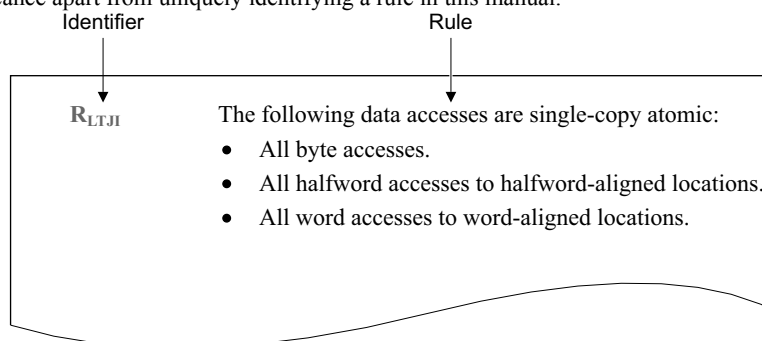 cance apart from uniquely identifying a rule in this manual.
Identifier Rule
R_LTJI The following data accesses are single-copy atomic:
• All byte accesses.
• All halfword accesses to halfword-aligned locations.
• All word accesses to word-aligned locations.